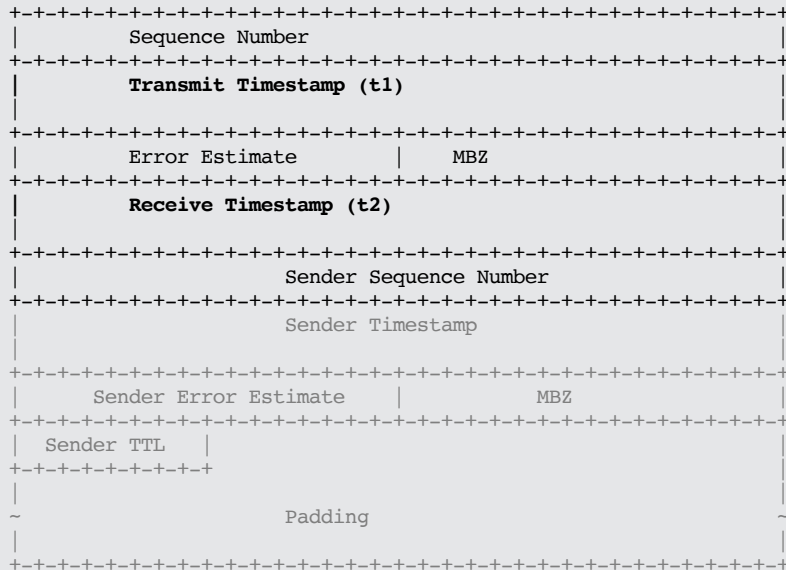 +-+-+-+-+-+-+-+-+-+-+-+-+-+-+-+-+-+-+-+-+-+-+-+-+-+-+-+-+-+-+-+-+
|         Sequence Number                                       |
+-+-+-+-+-+-+-+-+-+-+-+-+-+-+-+-+-+-+-+-+-+-+-+-+-+-+-+-+-+-+-+-+
|         Transmit Timestamp (t1)                               |
|                                                               |
+-+-+-+-+-+-+-+-+-+-+-+-+-+-+-+-+-+-+-+-+-+-+-+-+-+-+-+-+-+-+-+-+
|         Error Estimate        |    MBZ                        |
+-+-+-+-+-+-+-+-+-+-+-+-+-+-+-+-+-+-+-+-+-+-+-+-+-+-+-+-+-+-+-+-+
|         Receive Timestamp (t2)                                |
|                                                               |
+-+-+-+-+-+-+-+-+-+-+-+-+-+-+-+-+-+-+-+-+-+-+-+-+-+-+-+-+-+-+-+-+
|                      Sender Sequence Number                   |
+-+-+-+-+-+-+-+-+-+-+-+-+-+-+-+-+-+-+-+-+-+-+-+-+-+-+-+-+-+-+-+-+
|                      Sender Timestamp                         |
|                                                               |
+-+-+-+-+-+-+-+-+-+-+-+-+-+-+-+-+-+-+-+-+-+-+-+-+-+-+-+-+-+-+-+-+
|      Sender Error Estimate    |           MBZ                 |
+-+-+-+-+-+-+-+-+-+-+-+-+-+-+-+-+-+-+-+-+-+-+-+-+-+-+-+-+-+-+-+-+
|  Sender TTL   |                                               |
+-+-+-+-+-+-+-+-+                                               |
|                                                               |
~                      Padding                                  ~
|                                                               |
+-+-+-+-+-+-+-+-+-+-+-+-+-+-+-+-+-+-+-+-+-+-+-+-+-+-+-+-+-+-+-+-+